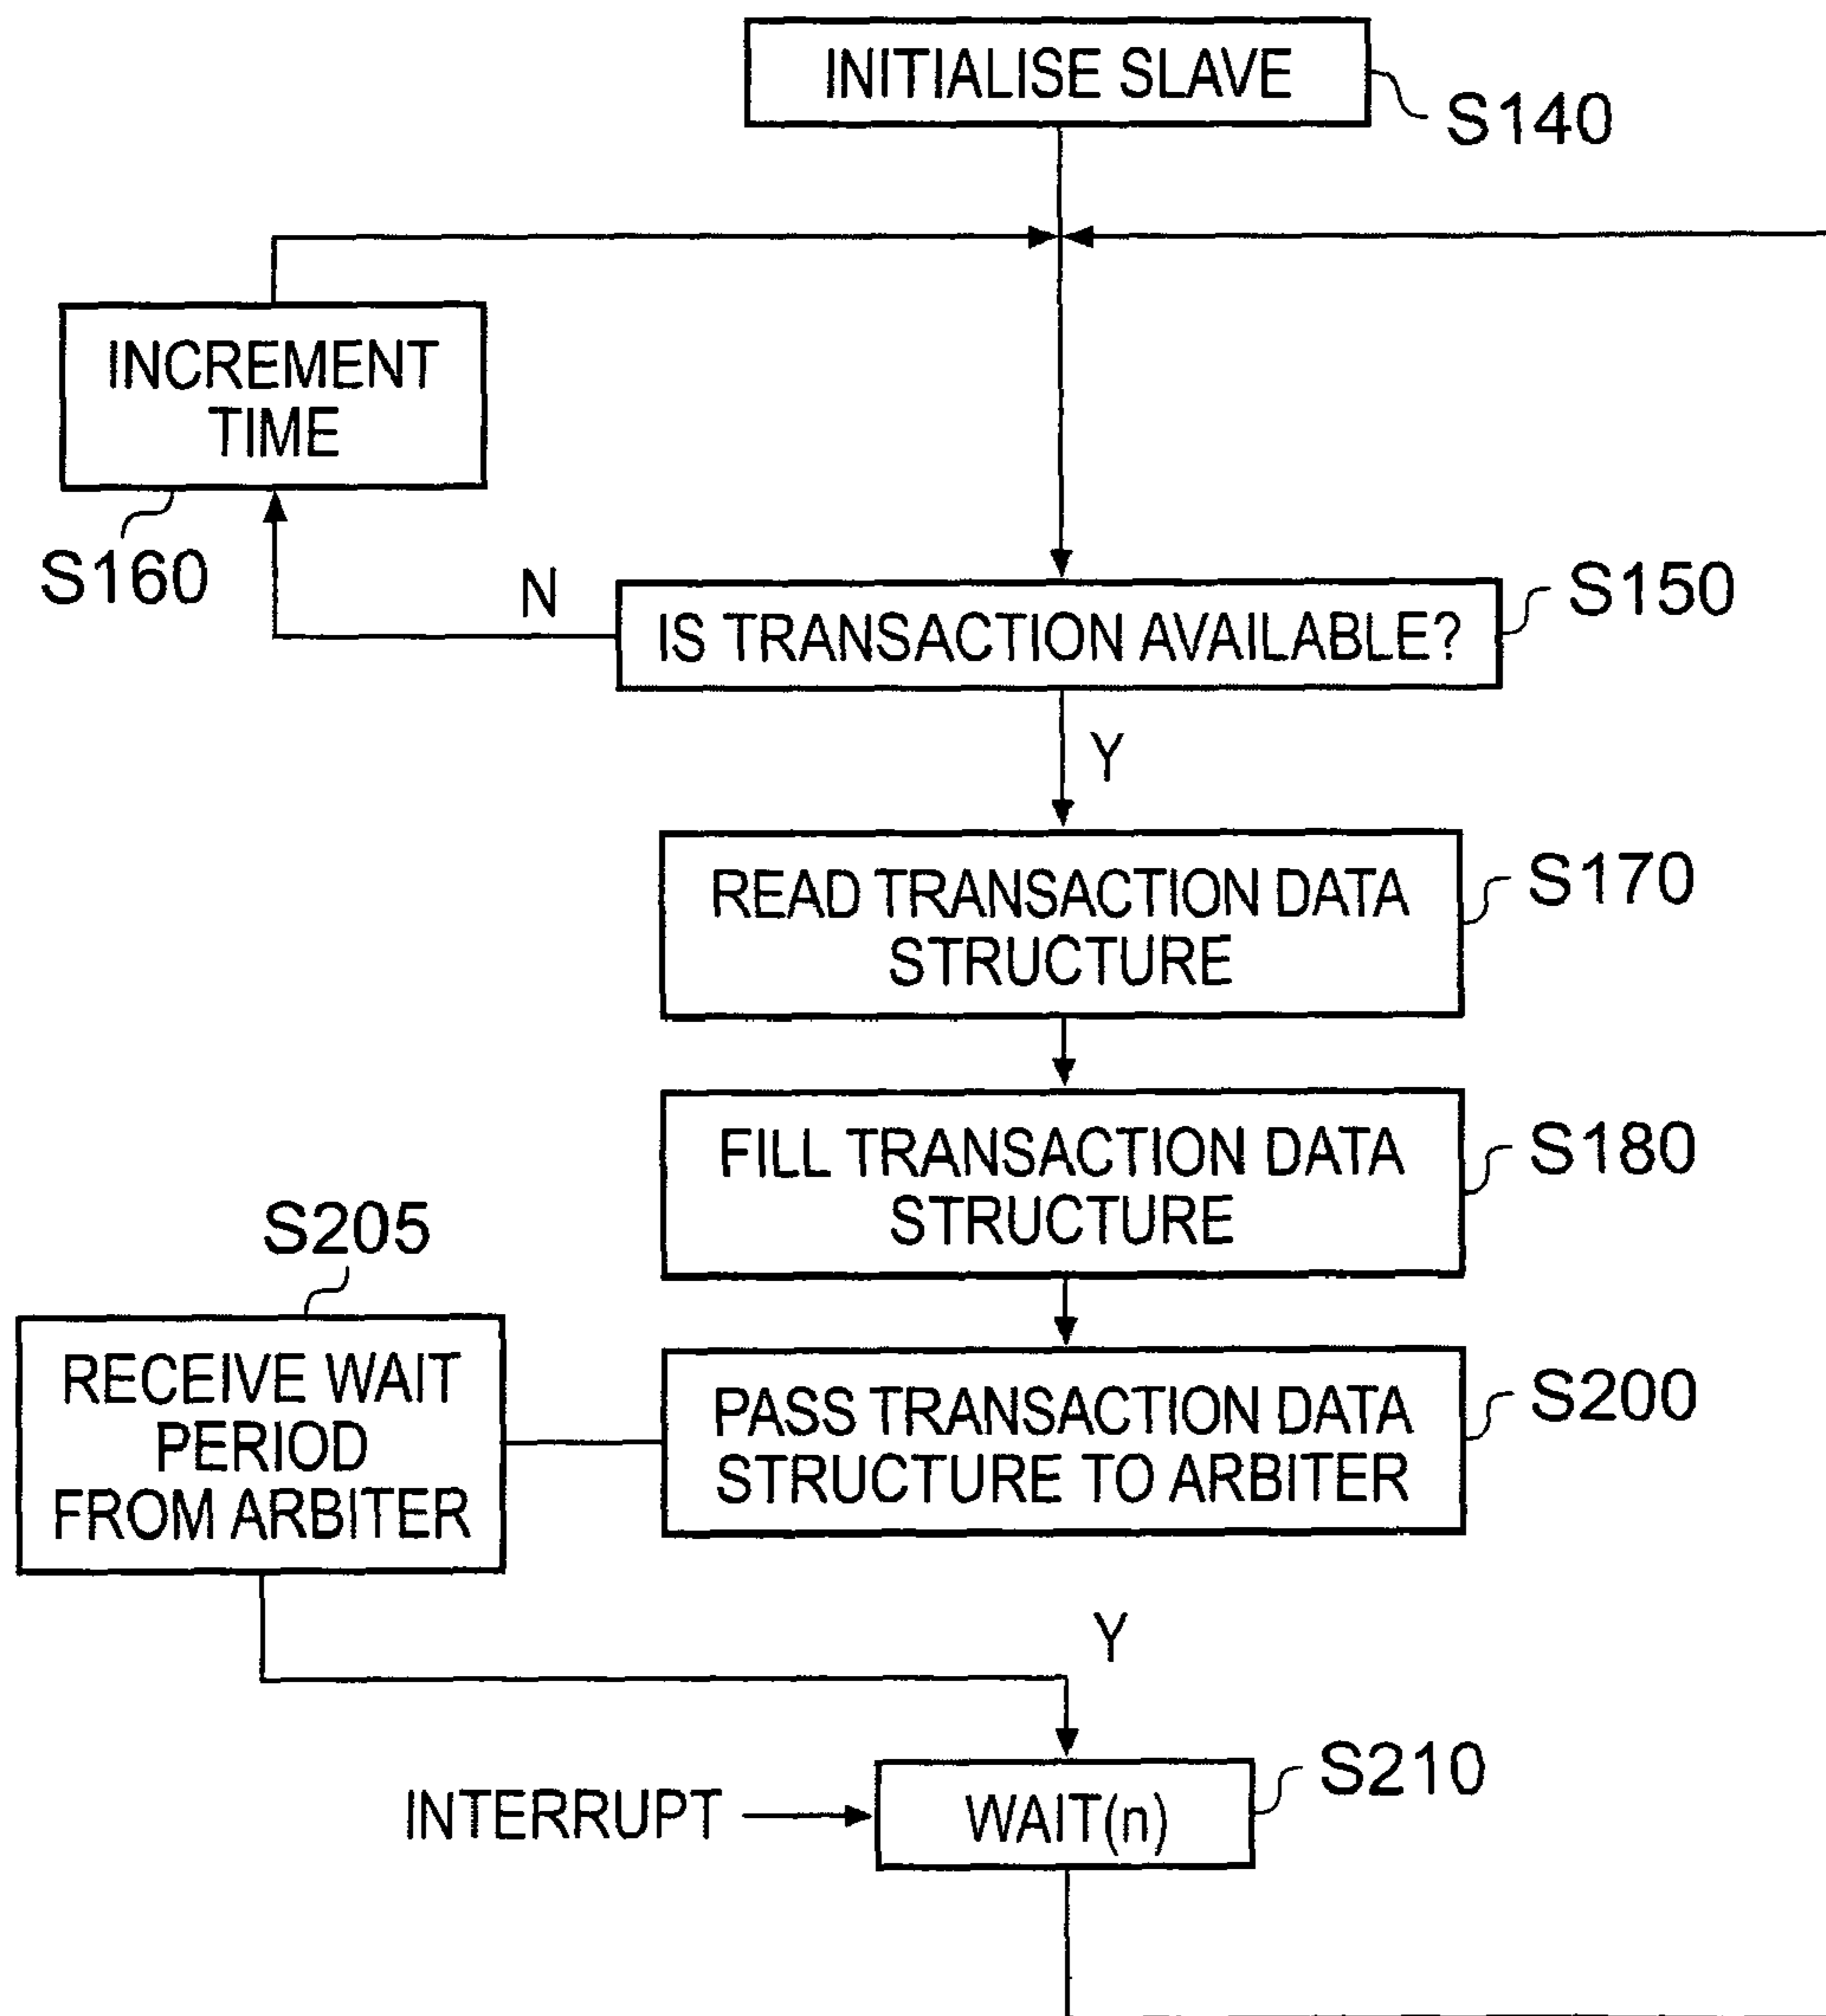 INITIALISE SLAVE
S140
INCREMENT
TIME
S160
N
IS TRANSACTION AVAILABLE?
S150
Y
READ TRANSACTION DATA
STRUCTURE
S170
FILL TRANSACTION DATA
STRUCTURE
S180
S205
RECEIVE WAIT
PERIOD
FROM ARBITER
PASS TRANSACTION DATA
STRUCTURE TO ARBITER
S200
Y
INTERRUPT
WAIT(n)
S210